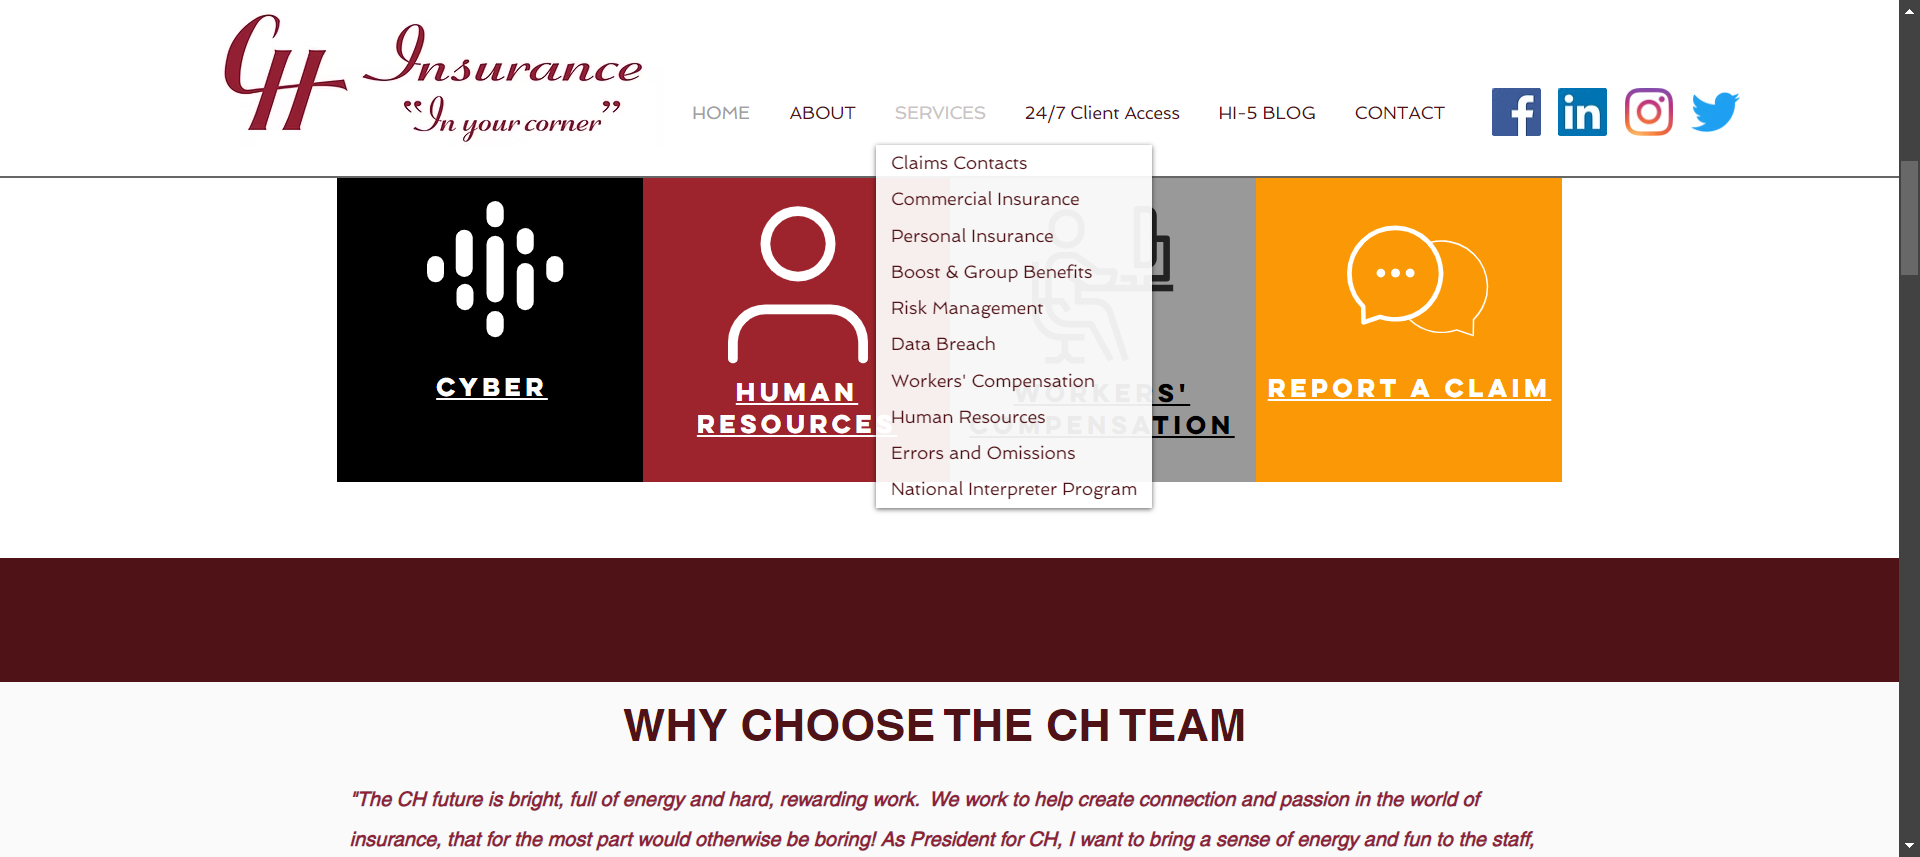 CH Insurance
"In your corner"
HOME ABOUT SERVICES 24/7 Client Access HI-5 BLOG CONTACT
Claims Contacts
Commercial Insurance
Personal Insurance
Boost & Group Benefits
Risk Management
Data Breach
Workers' Compensation
Human Resources
Errors and Omissions
National Interpreter Program
CYBER
HUMAN
RESOURCES
WORKERS'
COMPENSATION
REPORT A CLAIM
WHY CHOOSE THE CH TEAM
"The CH future is bright, full of energy and hard, rewarding work. We work to help create connection and passion in the world of
insurance, that for the most part would otherwise be boring! As President for CH, I want to bring a sense of energy and fun to the staff,